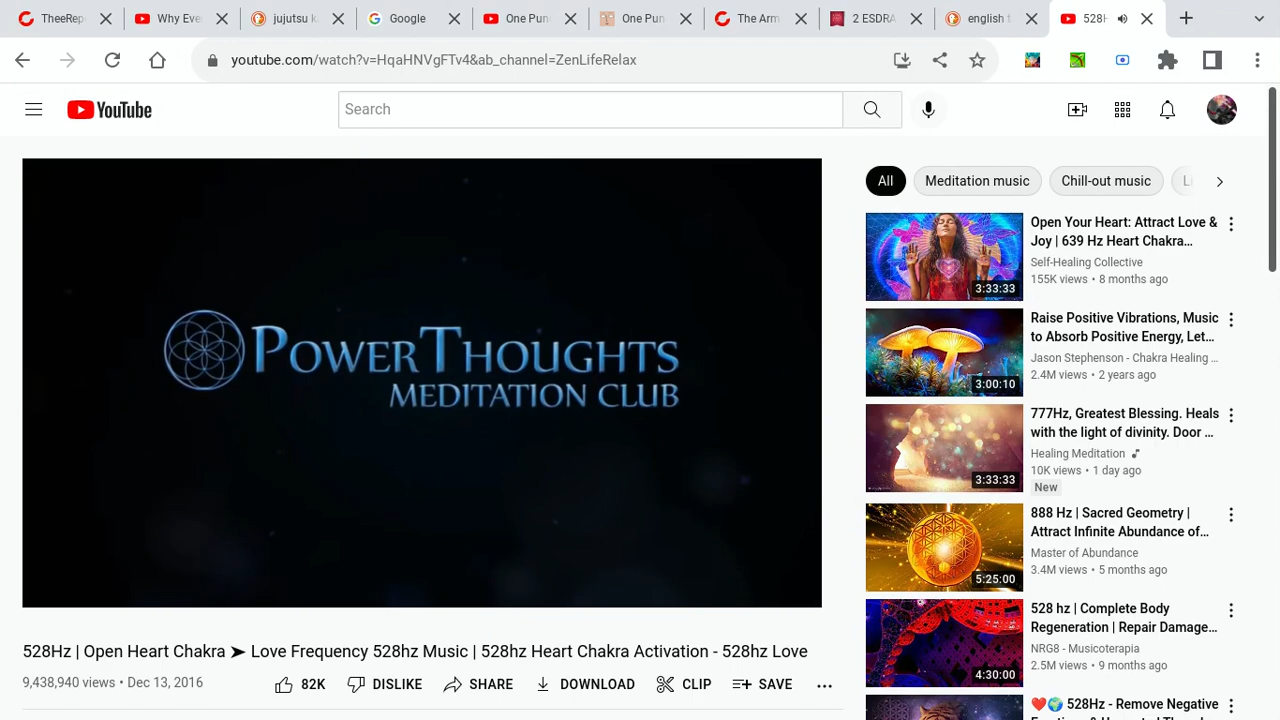 TheeRep
Why Eve
jujutsu k
Google
One Pun
One Pun
The Arm
2 ESDRA
english t
528H
youtube.com/watch?v=HqaHNVgFTv4&ab_channel=ZenLifeRelax
YouTube
Search
POWERTHOUGHTS
MEDITATION CLUB
528Hz | Open Heart Chakra ➤ Love Frequency 528hz Music | 528hz Heart Chakra Activation - 528hz Love
9,438,940 views • Dec 13, 2016
82K
DISLIKE
SHARE
DOWNLOAD
CLIP
SAVE
All
Meditation music
Chill-out music
3:33:33
Open Your Heart: Attract Love &
Joy | 639 Hz Heart Chakra…
Self-Healing Collective
155K views • 8 months ago
3:00:10
Raise Positive Vibrations, Music
to Absorb Positive Energy, Let…
Jason Stephenson - Chakra Healing …
2.4M views • 2 years ago
3:33:33
777Hz, Greatest Blessing. Heals
with the light of divinity. Door …
Healing Meditation
10K views • 1 day ago
New
5:25:00
888 Hz | Sacred Geometry |
Attract Infinite Abundance of…
Master of Abundance
3.4M views • 5 months ago
4:30:00
528 hz | Complete Body
Regeneration | Repair Damage…
NRG8 - Musicoterapia
2.5M views • 9 months ago
❤️🌍 528Hz - Remove Negative